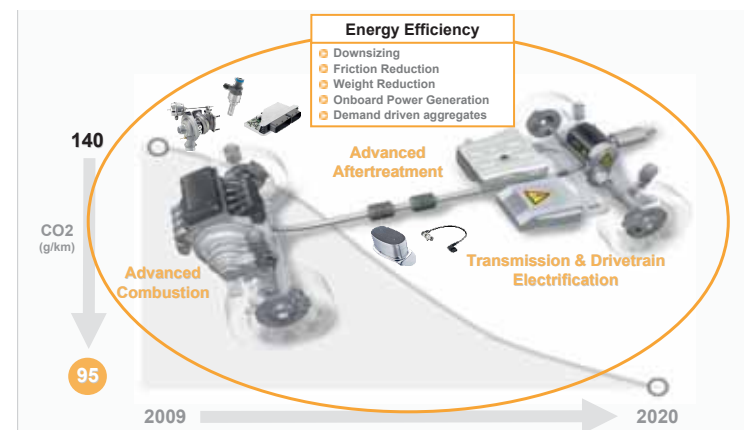 Energy Efficiency
Downsizing
Friction Reduction
Weight Reduction
Onboard Power Generation
Demand driven aggregates
140
Advanced
Aftertreatment
CO2
(g/km)
Advanced
Combustion
Transmission & Drivetrain
Electrification
95
2009
2020